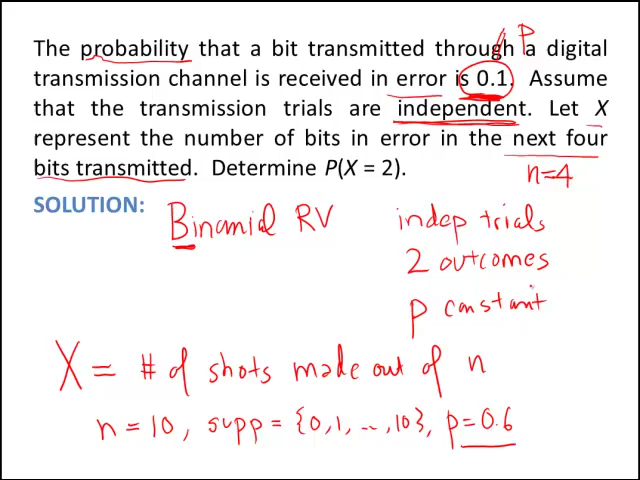 P
The probability that a bit transmitted through a digital
transmission channel is received in error is 0.1. Assume
that the transmission trials are independent. Let X
represent the number of bits in error in the next four
bits transmitted. Determine P(X = 2).
n=4
SOLUTION:
Binomial RV
indep trials
2 outcomes
p constant
X = # of shots made out of n
n = 10, supp = {0, 1, ..., 10}, p = 0.6